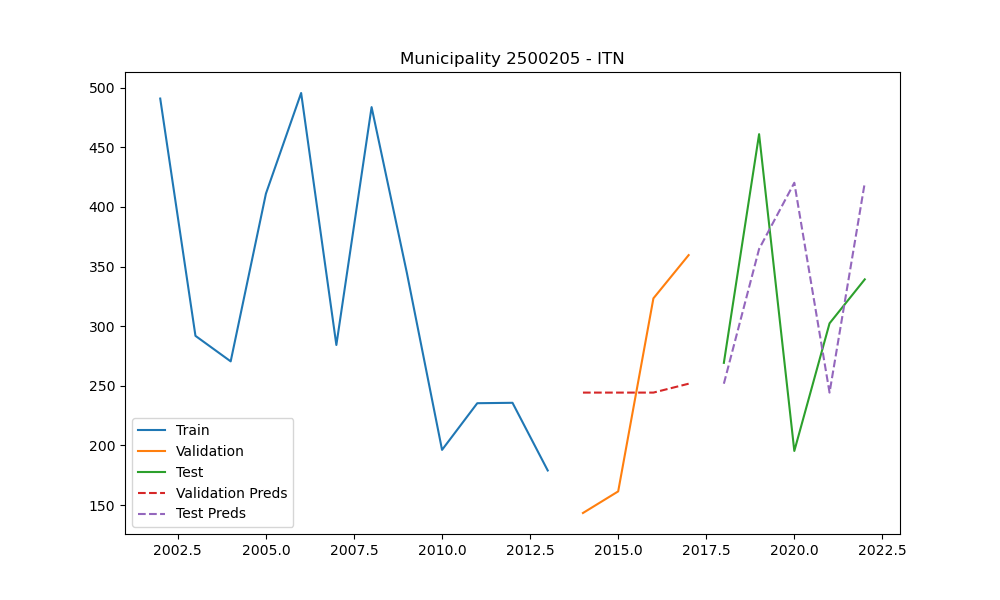 Municipality 2500205 - ITN
500
450
400
350
300
250
200
150
Train
Validation
Test
Validation Preds
Test Preds
2002.5 2005.0 2007.5 2010.0 2012.5 2015.0 2017.5 2020.0 2022.5